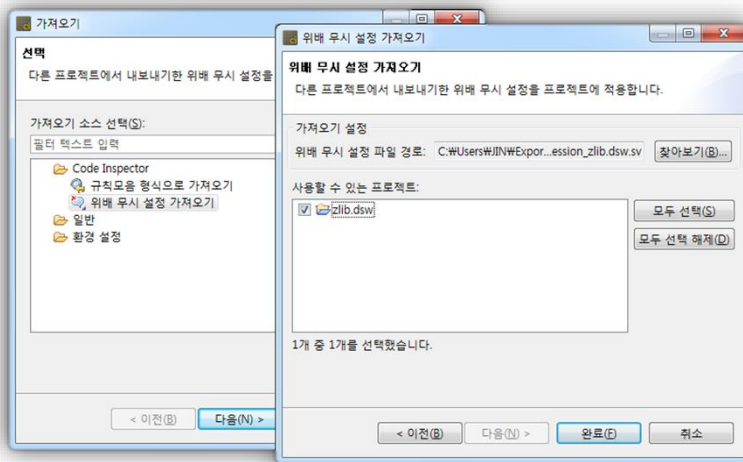 가져오기
선택
다른 프로젝트에서 내보내기한 위배 무시 설정을
가져오기 소스 선택(S):
필터 텍스트 입력
Code Inspector
규칙모음 형식으로 가져오기
위배 무시 설정 가져오기
일반
환경 설정
< 이전(B)
다음(N) >
위배 무시 설정 가져오기
위배 무시 설정 가져오기
다른 프로젝트에서 내보내기한 위배 무시 설정을 프로젝트에 적용합니다.
가져오기 설정
위배 무시 설정 파일 경로: C:₩Users₩JIN₩Expor...ession_zlib.dsw.sv 찾아보기(B)...
사용할 수 있는 프로젝트:
zlib.dsw
모두 선택(S)
모두 선택 해제(D)
1개 중 1개를 선택했습니다.
< 이전(B) 다음(N) > 완료(F) 취소